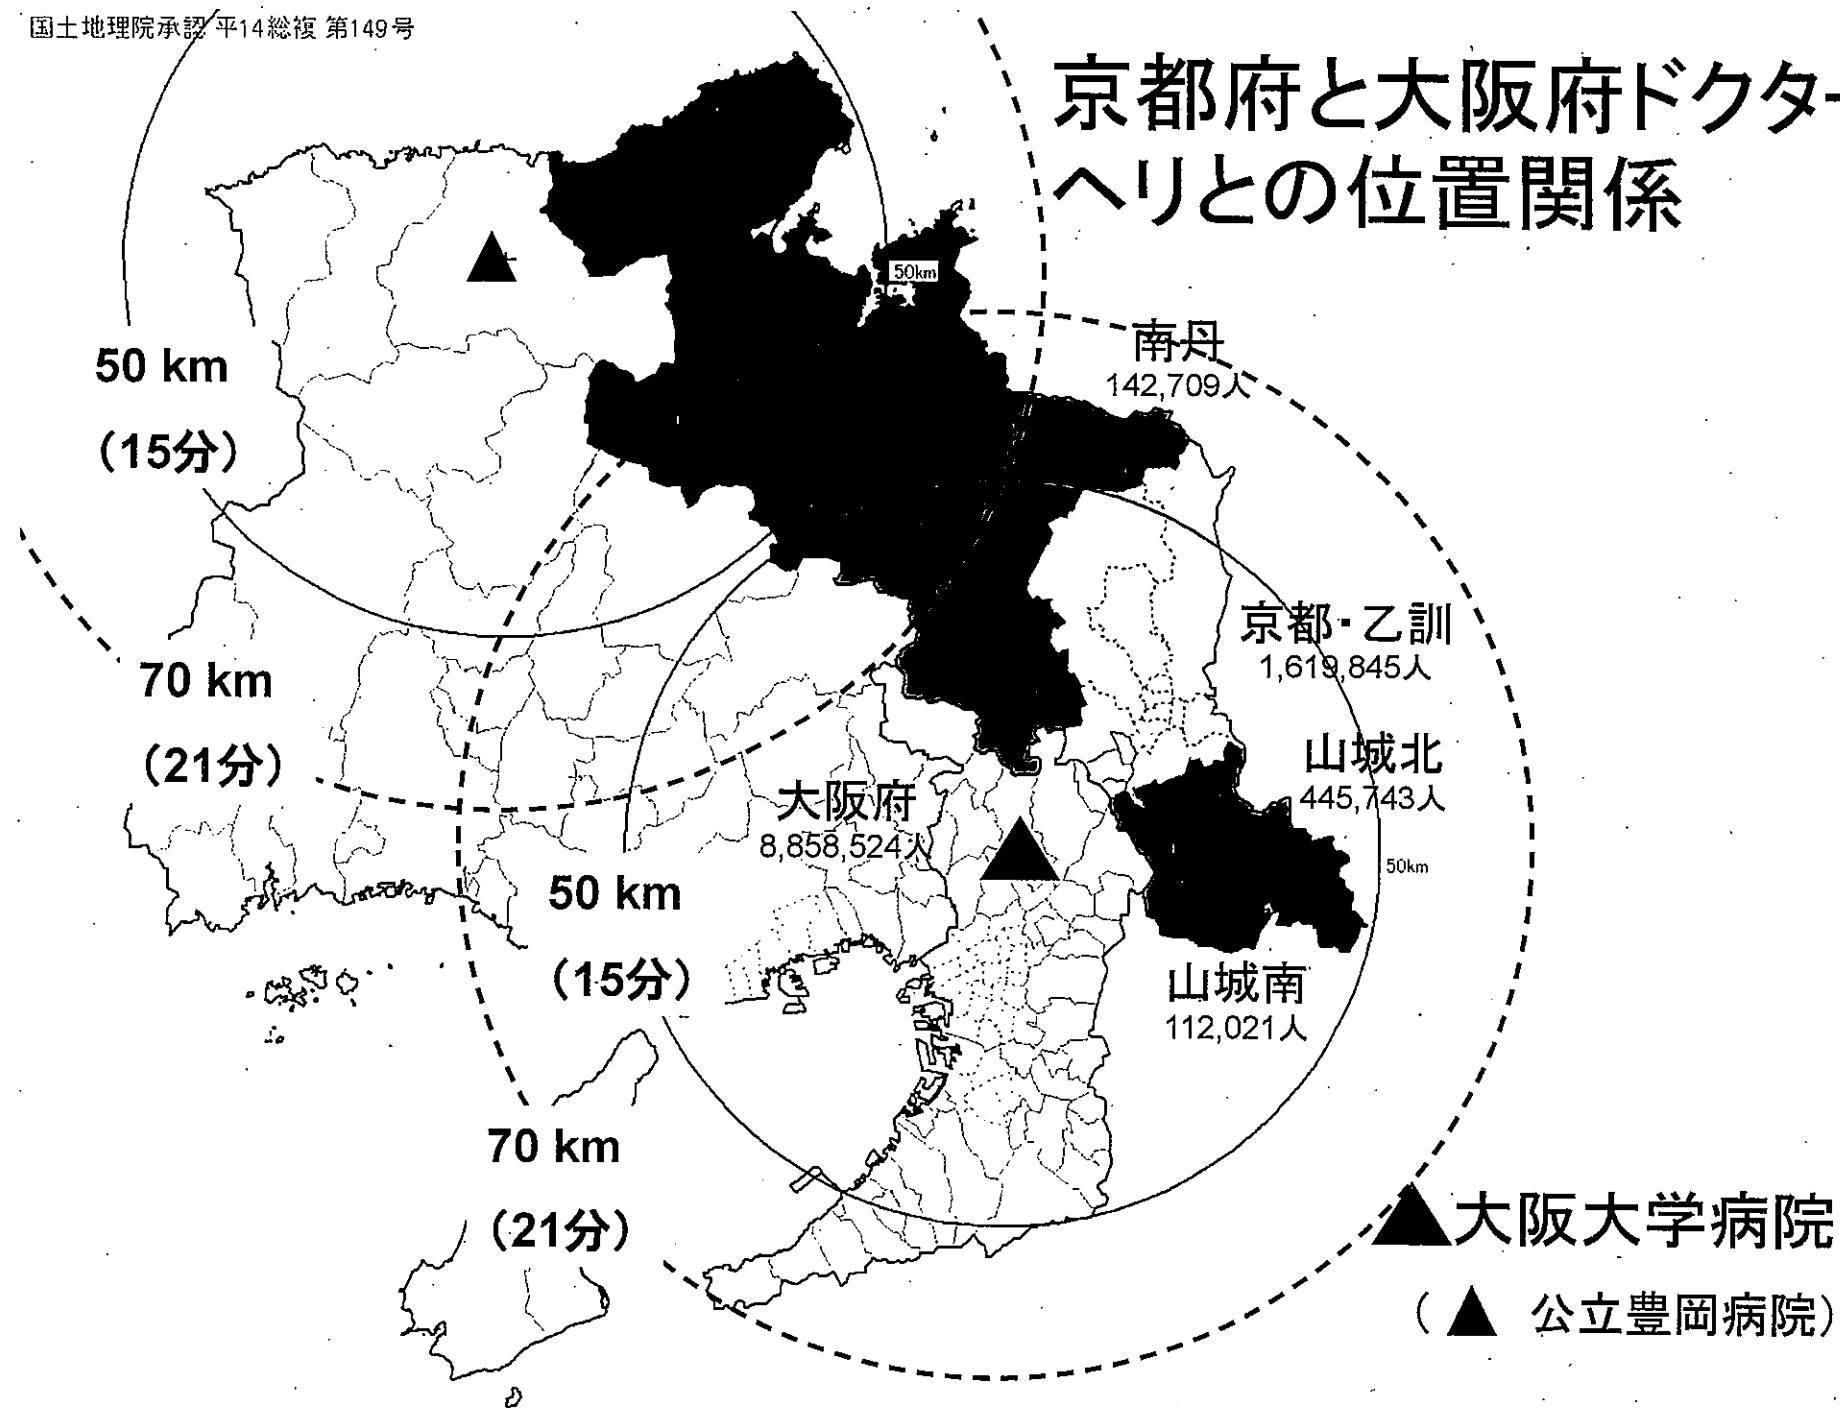 国土地理院承認 平14総複 第149号
京都府と大阪府ドクター
ヘリとの位置関係
50km
南丹
142,709人
50 km
(15分)
京都・乙訓
1,619,845人
70 km
(21分)
山城北
445,743人
大阪府
8,858,524人
50km
50 km
(15分)
山城南
112,021人
70 km
(21分)
▲大阪大学病院
(▲ 公立豊岡病院)